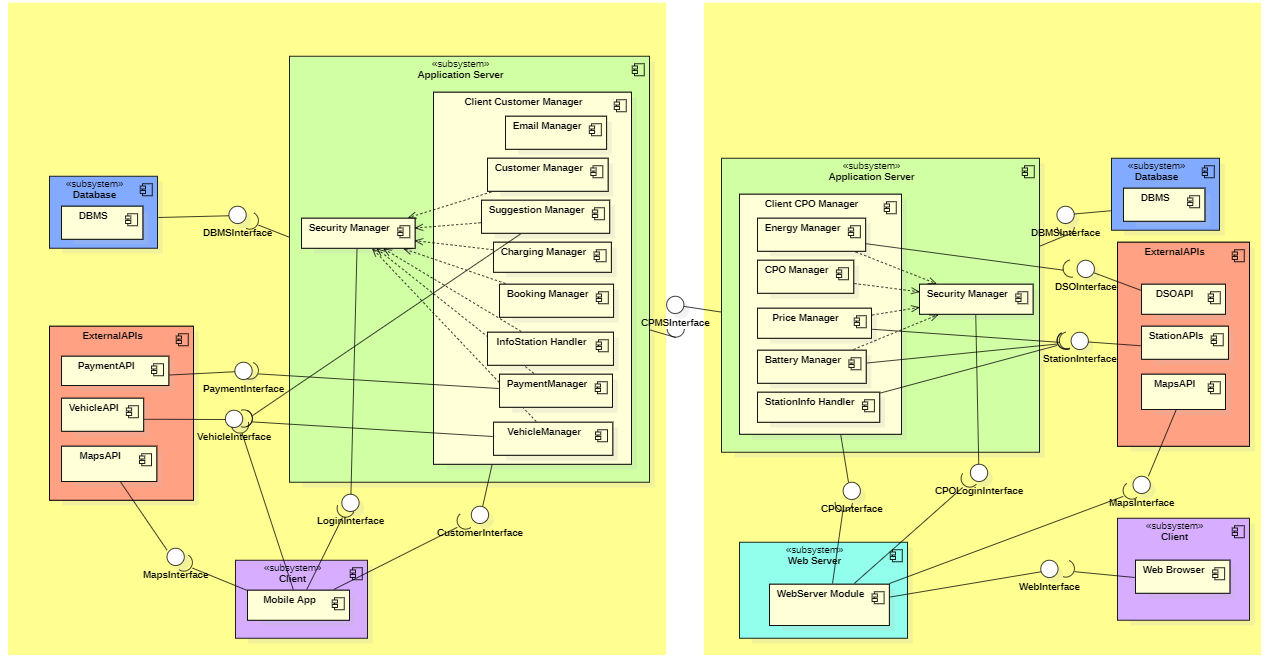 «subsystem»
Application Server
Client Customer Manager
Email Manager
Customer Manager
Suggestion Manager
Security Manager
Charging Manager
Booking Manager
InfoStation Handler
PaymentManager
VehicleManager
«subsystem»
Database
DBMS
DBMSInterface
ExternalAPIs
PaymentAPI
VehicleAPI
MapsAPI
PaymentInterface
VehicleInterface
LoginInterface
CustomerInterface
MapsInterface
«subsystem»
Client
Mobile App
CPMSInterface
«subsystem»
Application Server
Client CPO Manager
Energy Manager
CPO Manager
Security Manager
Price Manager
Battery Manager
StationInfo Handler
«subsystem»
Database
DBMS
DBMSInterface
ExternalAPIs
DSOAPI
StationAPIs
MapsAPI
DSOInterface
StationInterface
CPOInterface
CPOLoginInterface
MapsInterface
«subsystem»
Web Server
WebServer Module
WebInterface
«subsystem»
Client
Web Browser